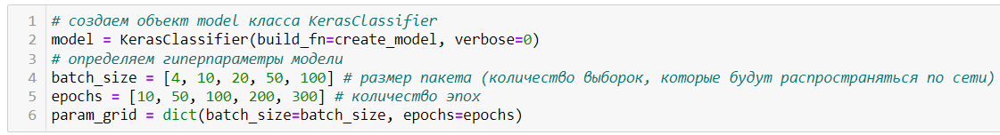 1 # создаем объект model класса KerasClassifier
2 model = KerasClassifier(build_fn=create_model, verbose=0)
3 # определяем гиперпараметры модели
4 batch_size = [4, 10, 20, 50, 100] # размер пакета (количество выборок, которые будут распространяться по сети)
5 epochs = [10, 50, 100, 200, 300] # количество эпох
6 param_grid = dict(batch_size=batch_size, epochs=epochs)